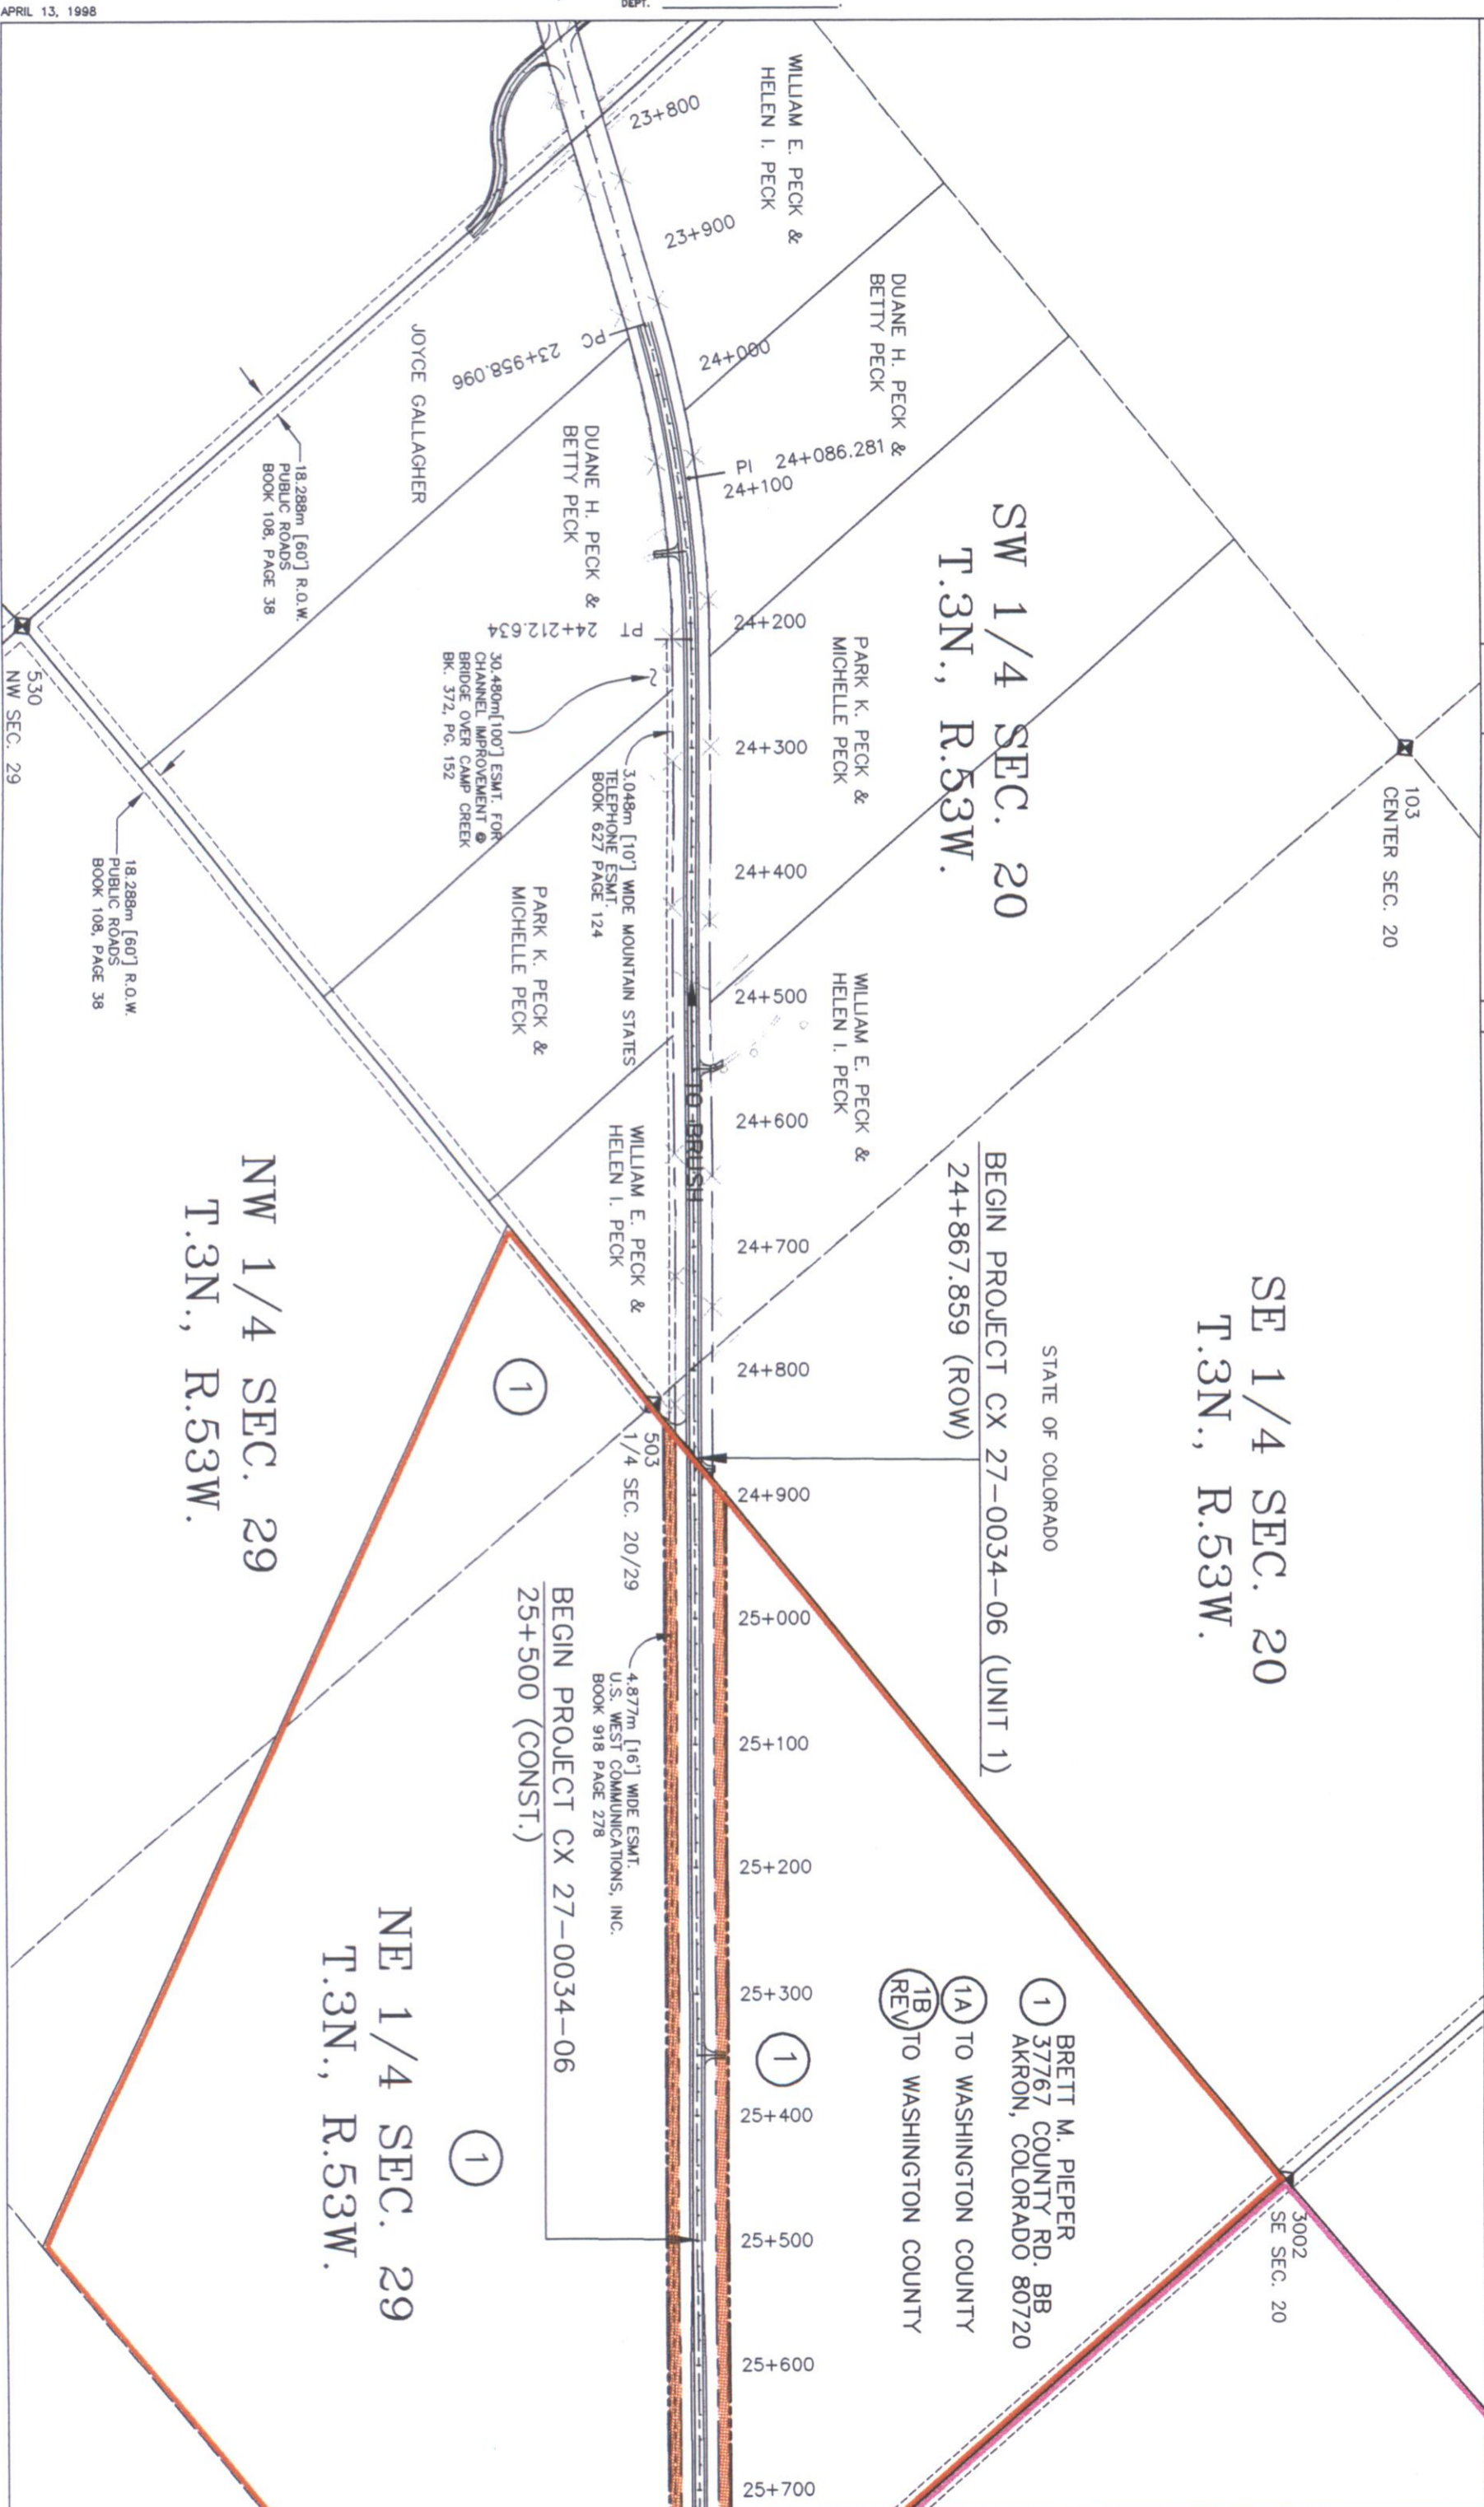 APRIL 13, 1998
DEPT.
WILLIAM E. PECK &
HELEN I. PECK
23+800
23+900
24+000
PC 23+958.096
DUANE H. PECK &
BETTY PECK
PI 24+086.281
24+100
SW 1/4 SEC. 20
T.3N., R.53W.
JOYCE GALLAGHER
DUANE H. PECK &
BETTY PECK
18.288m [60'] R.O.W.
PUBLIC ROADS
BOOK 108, PAGE 38
PT 24+212.634
24+200
PARK K. PECK &
MICHELLE PECK
24+300
30.480m[100'] ESMT. FOR
CHANNEL IMPROVEMENT @
BRIDGE OVER CAMP CREEK
BK. 372, PG. 152
3.048m [10'] WIDE MOUNTAIN STATES
TELEPHONE ESMT.
BOOK 627 PAGE 124
530
NW SEC. 29
103
CENTER SEC. 20
24+400
18.288m [60'] R.O.W.
PUBLIC ROADS
BOOK 108, PAGE 38
PARK K. PECK &
MICHELLE PECK
24+500
WILLIAM E. PECK &
HELEN I. PECK
TO BRUSH
24+600
WILLIAM E. PECK &
HELEN I. PECK
24+700
BEGIN PROJECT CX 27-0034-06 (UNIT 1)
24+867.859 (ROW)
NW 1/4 SEC. 29
T.3N., R.53W.
SE 1/4 SEC. 20
T.3N., R.53W.
STATE OF COLORADO
24+800
1
503
1/4 SEC. 20/29
24+900
25+000
BEGIN PROJECT CX 27-0034-06
25+500 (CONST.)
4.877m [16'] WIDE ESMT.
U.S. WEST COMMUNICATIONS, INC.
BOOK 918 PAGE 278
25+100
25+200
25+300
1
1 BRETT M. PIEPER
37767 COUNTY RD. BB
AKRON, COLORADO 80720
1A TO WASHINGTON COUNTY
1B REV TO WASHINGTON COUNTY
NE 1/4 SEC. 29
T.3N., R.53W.
1
25+400
25+500
3002
SE SEC. 20
25+600
25+700